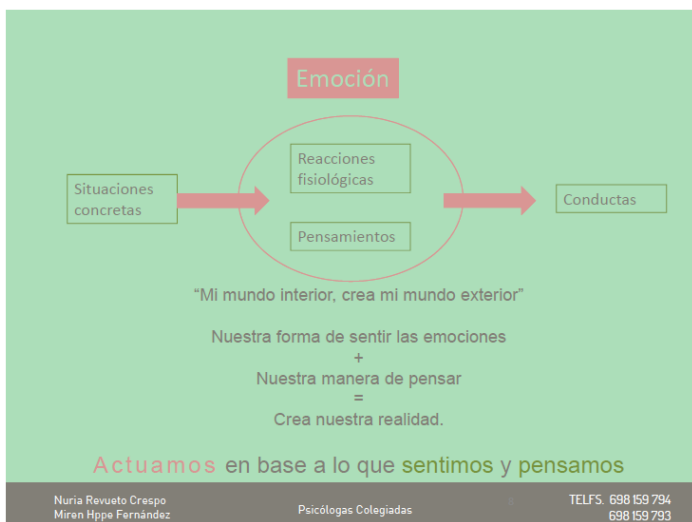 Emoción
Reacciones
fisiológicas
Situaciones
concretas
Conductas
Pensamientos
“Mi mundo interior, crea mi mundo exterior”
Nuestra forma de sentir las emociones
+
Nuestra manera de pensar
=
Crea nuestra realidad.
Actuamos en base a lo que sentimos y pensamos
Nuria Revueto Crespo
Miren Hppe Fernández
Psicólogas Colegiadas
TELFS. 698 159 794
698 159 793